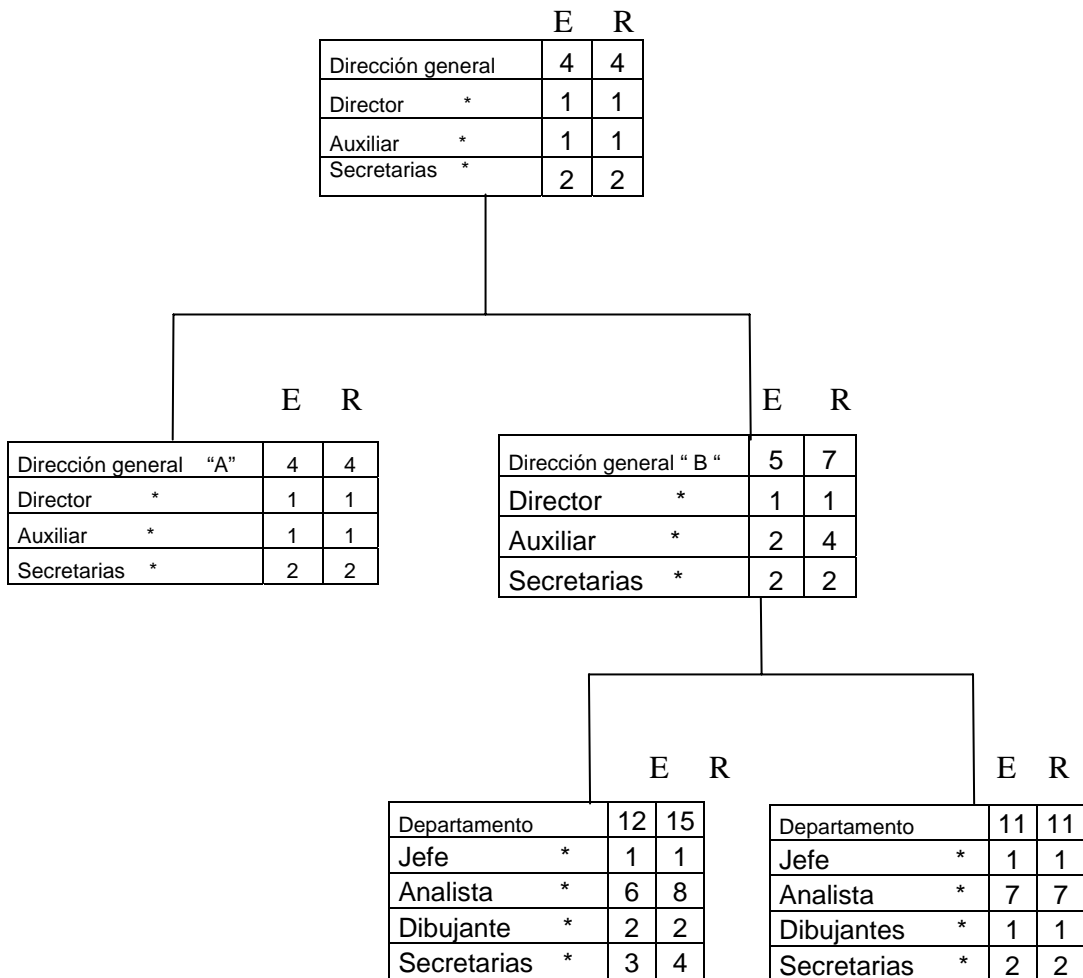 E R
Dirección general 4 4
Director * 1 1
Auxiliar * 1 1
Secretarias * 2 2
E R
Dirección general “A” 4 4
Director * 1 1
Auxiliar * 1 1
Secretarias * 2 2
E R
Dirección general “ B “ 5 7
Director * 1 1
Auxiliar * 2 4
Secretarias * 2 2
E R
Departamento 12 15
Jefe * 1 1
Analista * 6 8
Dibujante * 2 2
Secretarias * 3 4
E R
Departamento 11 11
Jefe * 1 1
Analista * 7 7
Dibujantes * 1 1
Secretarias * 2 2